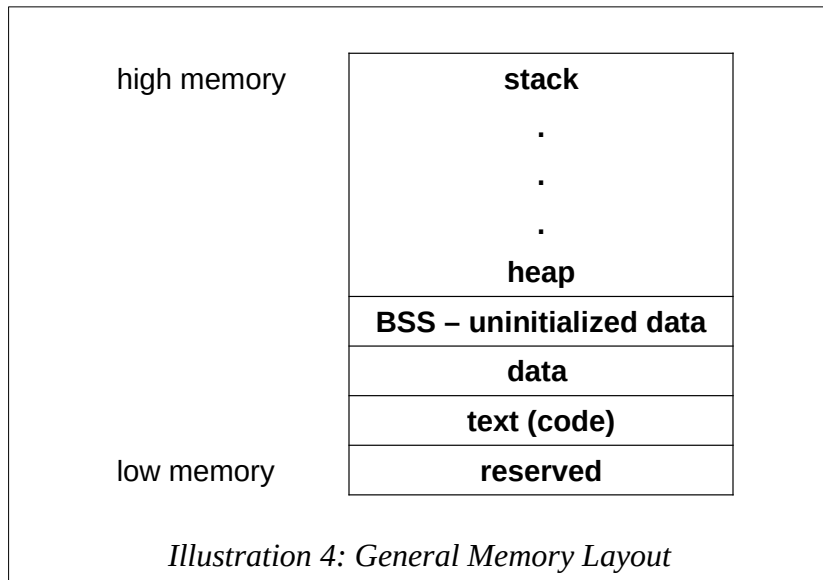 high memory stack
.
.
.
heap
BSS – uninitialized data
data
text (code)
low memory reserved
Illustration 4: General Memory Layout